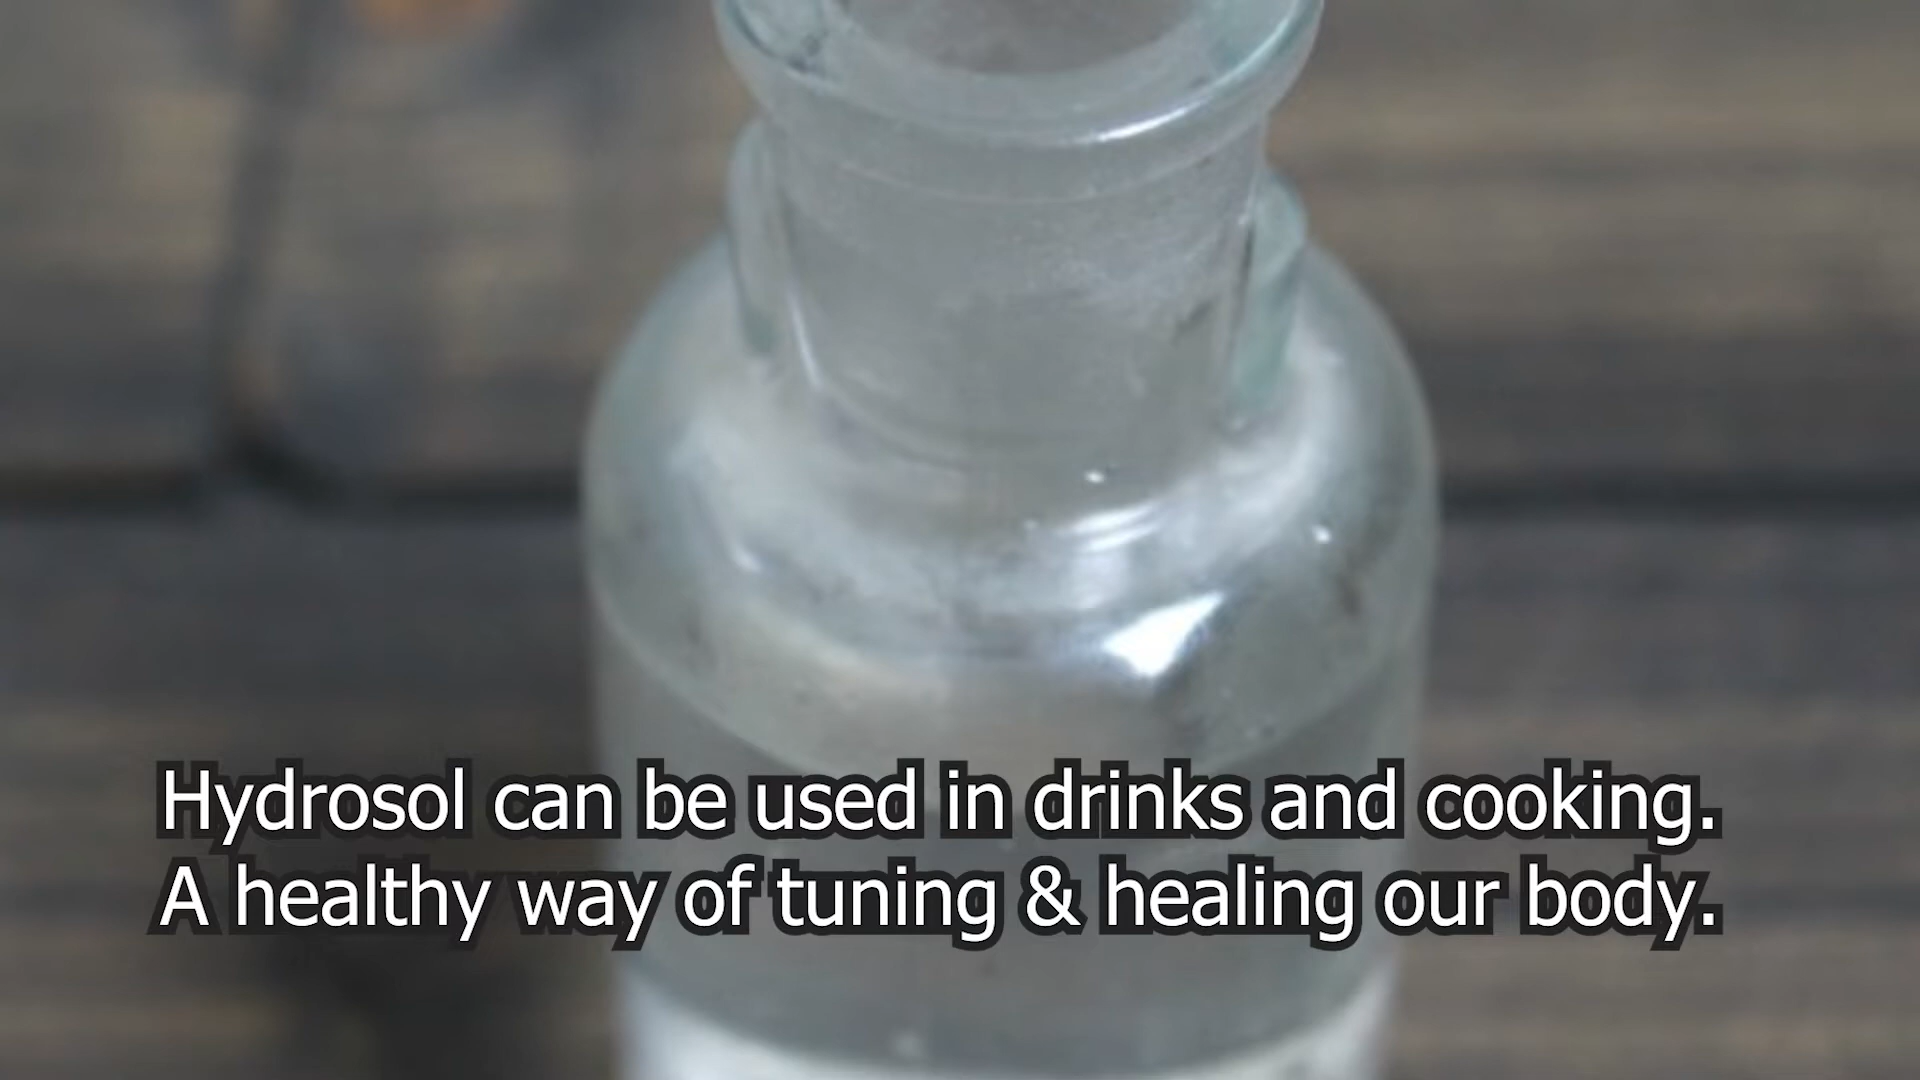 Hydrosol can be used in drinks and cooking.
A healthy way of tuning & healing our body.